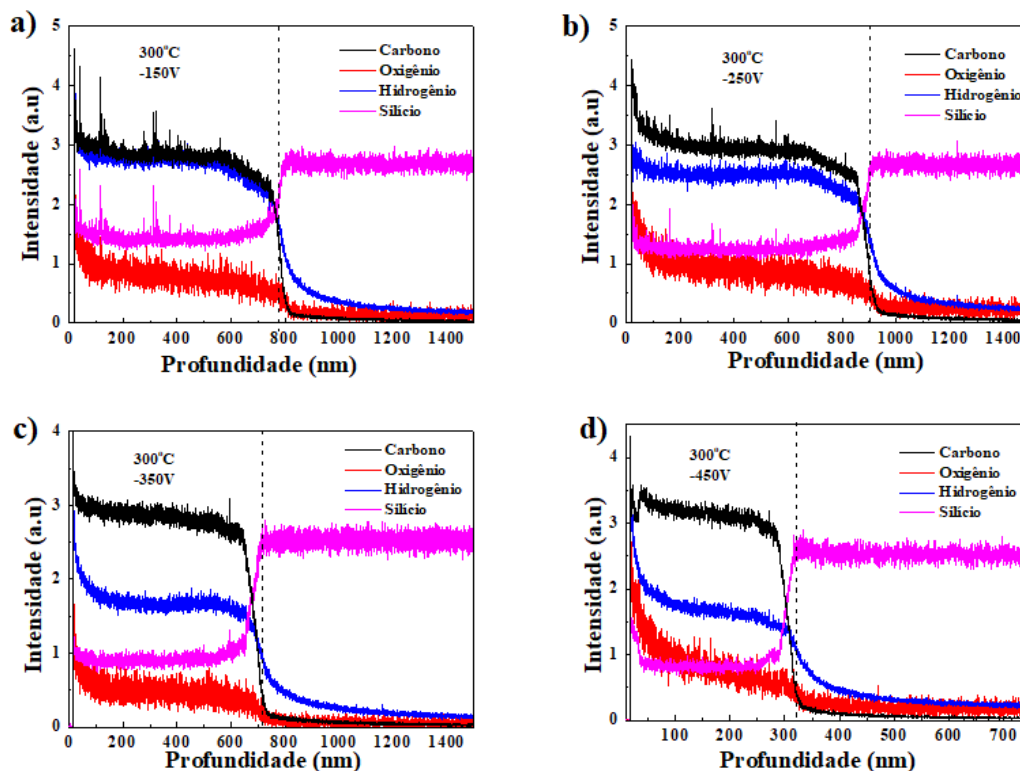 a)
300°C
-150V
Carbono
Oxigênio
Hidrogênio
Silício
Intensidade (a.u)
5
4
3
2
1
0
0 200 400 600 800 1000 1200 1400
Profundidade (nm)
b)
300°C
-250V
Carbono
Oxigênio
Hidrogênio
Silício
Intensidade (a.u)
5
4
3
2
1
0
0 200 400 600 800 1000 1200 1400
Profundidade (nm)
c)
300°C
-350V
Carbono
Oxigênio
Hidrogênio
Silício
Intensidade (a.u)
4
3
2
1
0
0 200 400 600 800 1000 1200 1400
Profundidade (nm)
d)
300°C
-450V
Carbono
Oxigênio
Hidrogênio
Silício
Intensidade (a.u)
4
3
2
1
0
100 200 300 400 500 600 700
Profundidade (nm)